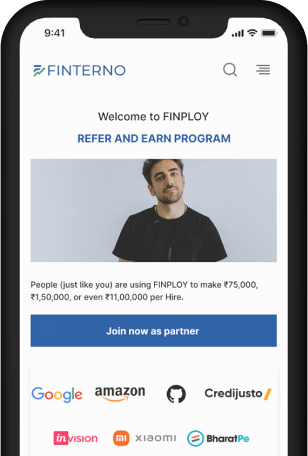 9:41
FINTERNO
Welcome to FINPLOY
REFER AND EARN PROGRAM
People (just like you) are using FINPLOY to make ₹75,000,
₹1,50,000, or even ₹11,00,000 per Hire.
Join now as partner
Google amazon Credijusto
invision mi xiaomi BharatPe